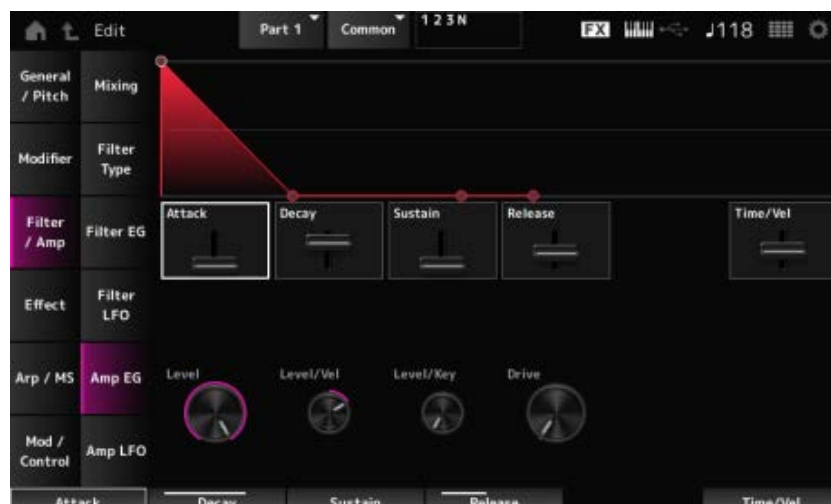 Edit
Part 1
Common
1 2 3 N
FX
♩118
General
/ Pitch
Mixing
Modifier
Filter
Type
Filter
/ Amp
Filter EG
Effect
Filter
LFO
Arp / MS
Amp EG
Mod /
Control
Amp LFO
Attack
Decay
Sustain
Release
Time/Vel
Level
Level/Vel
Level/Key
Drive
Attack
Decay
Sustain
Release
Time/Vel